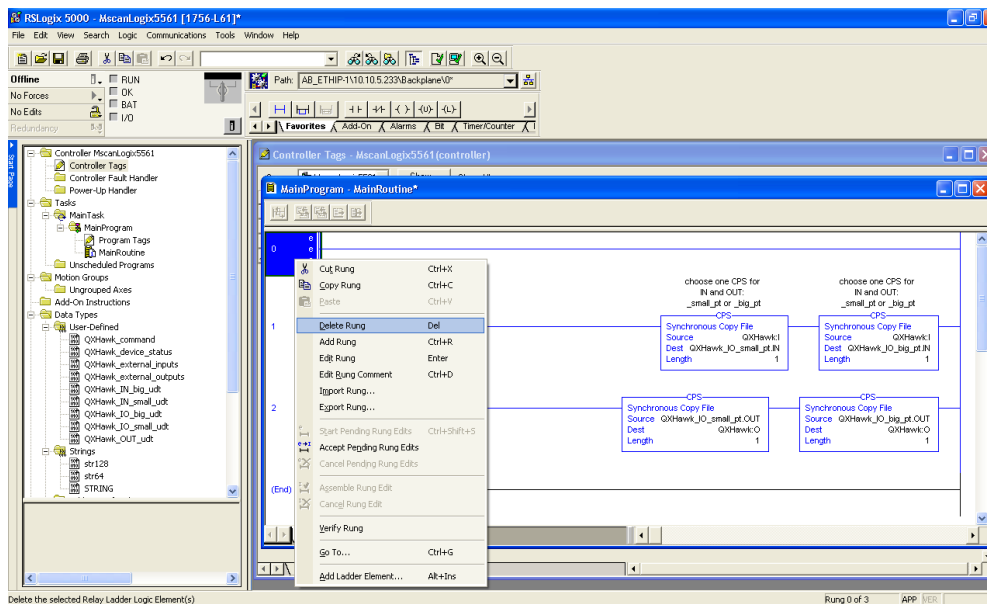 RSLogix 5000 - MscanLogix5561 [1756-L61]*
File Edit View Search Logic Communications Tools Window Help
Offline RUN
No Forces OK
No Edits BAT
I/O
Redundancy
Path: AB_ETHIP-1\10.10.5.233\Backplane\0*
Favorites Add-On Alarms Bit Timer/Counter
Start Page
Controller MscanLogix5561
Controller Tags
Controller Fault Handler
Power-Up Handler
Tasks
MainTask
MainProgram
Program Tags
MainRoutine
Unscheduled Programs
Motion Groups
Ungrouped Axes
Add-On Instructions
Data Types
User-Defined
QXHawk_command
QXHawk_device_status
QXHawk_external_inputs
QXHawk_external_outputs
QXHawk_IN_big_udt
QXHawk_IN_small_udt
QXHawk_IO_big_udt
QXHawk_IO_small_udt
QXHawk_OUT_udt
Strings
str128
str64
STRING
Controller Tags - MscanLogix5561(controller)
MainProgram - MainRoutine*
0
e
e
Cut Rung Ctrl+X
Copy Rung Ctrl+C
Paste Ctrl+V
Delete Rung Del
Add Rung Ctrl+R
Edit Rung Enter
Edit Rung Comment Ctrl+D
Import Rung...
Export Rung...
Start Pending Rung Edits Ctrl+Shift+S
Accept Pending Rung Edits
Cancel Pending Rung Edits
Assemble Rung Edit
Cancel Rung Edit
Verify Rung
Go To... Ctrl+G
Add Ladder Element... Alt+Ins
1
choose one CPS for
IN and OUT:
_small_pt or _big_pt
CPS
Synchronous Copy File
Source QXHawk:I
Dest QXHawk_IO_small_pt.IN
Length 1
choose one CPS for
IN and OUT:
_small_pt or _big_pt
CPS
Synchronous Copy File
Source QXHawk:I
Dest QXHawk_IO_big_pt.IN
Length 1
2
CPS
Synchronous Copy File
Source QXHawk_IO_small_pt.OUT
Dest QXHawk:O
Length 1
CPS
Synchronous Copy File
Source QXHawk_IO_big_pt.OUT
Dest QXHawk:O
Length 1
(End)
Delete the selected Relay Ladder Logic Element(s)
Rung 0 of 3 APP VER